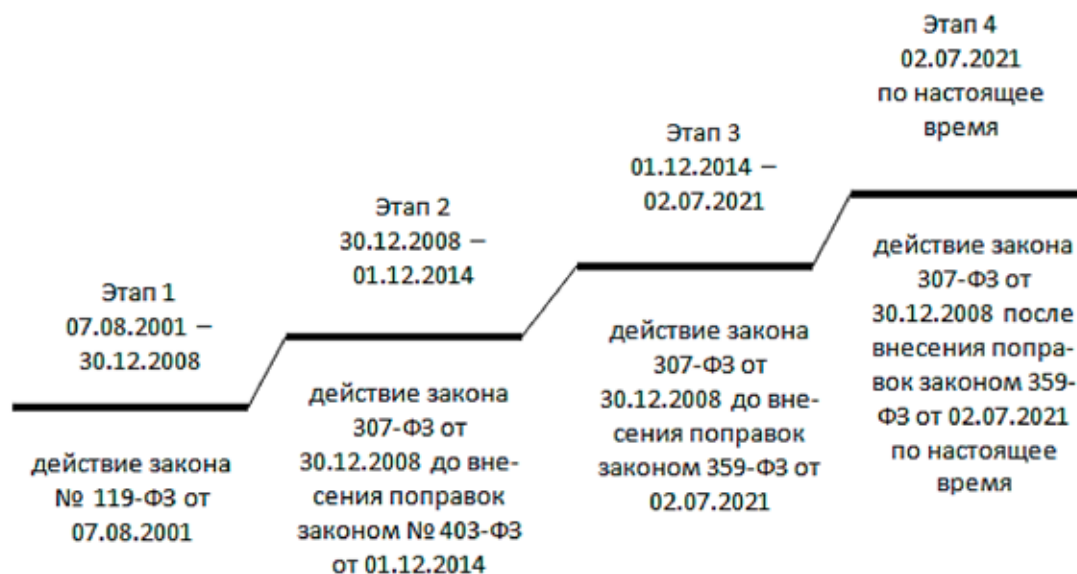 Этап 1
07.08.2001 –
30.12.2008
действие закона
№ 119-ФЗ от
07.08.2001
Этап 2
30.12.2008 –
01.12.2014
действие закона
307-ФЗ от
30.12.2008 до вне-
сения поправок
законом № 403-ФЗ
от 01.12.2014
Этап 3
01.12.2014 –
02.07.2021
действие закона
307-ФЗ от
30.12.2008 до вне-
сения поправок
законом 359-ФЗ от
02.07.2021
Этап 4
02.07.2021
по настоящее
время
действие закона
307-ФЗ от
30.12.2008 после
внесения попра-
вок законом 359-
ФЗ от 02.07.2021
по настоящее
время